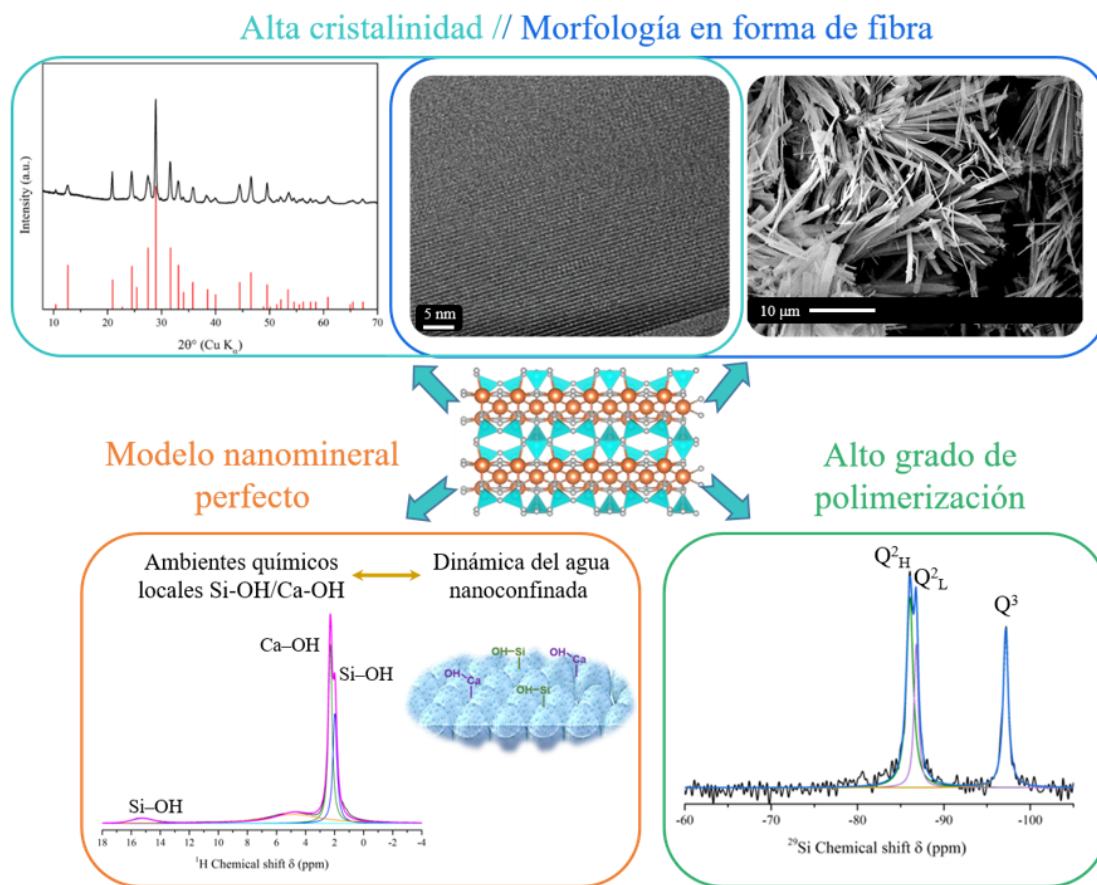 Alta cristalinidad // Morfología en forma de fibra
Intensity (a.u.)
10 20 30 40 50 60 70
2θ° (Cu Kα)
5 nm
10 μm
Modelo nanomineral
perfecto
Alto grado de
polimerización
Ambientes químicos
locales Si-OH/Ca-OH
Dinámica del agua
nanoconfinada
Ca–OH
Si–OH
Si–OH
18 16 14 12 10 8 6 4 2 0 -2 -4
¹H Chemical shift δ (ppm)
OH–Si
OH
Ca
OH
Ca
OH–Si
Q²H
Q²L
Q³
-60 -70 -80 -90 -100
²⁹Si Chemical shift δ (ppm)